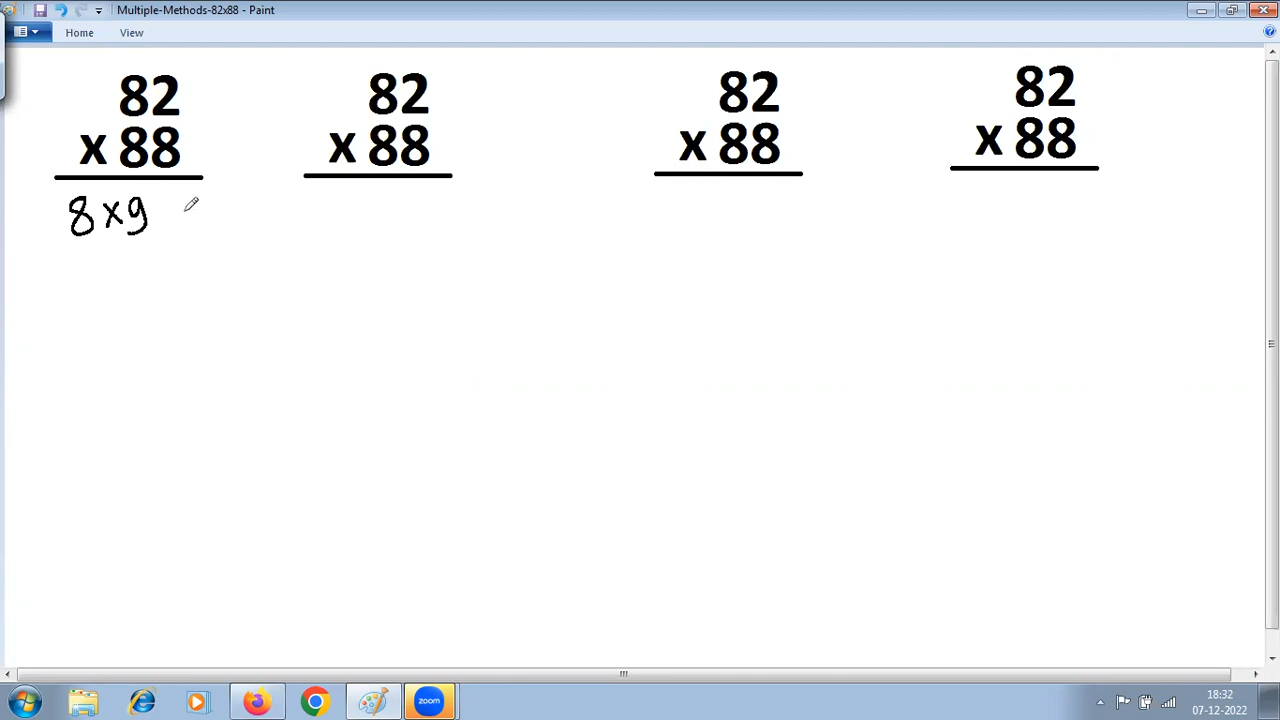 Multiple-Methods-82x88 - Paint
Home View
82 82 82 82
x 88 x 88 x 88 x 88
8 x 9
zoom
18:32
07-12-2022